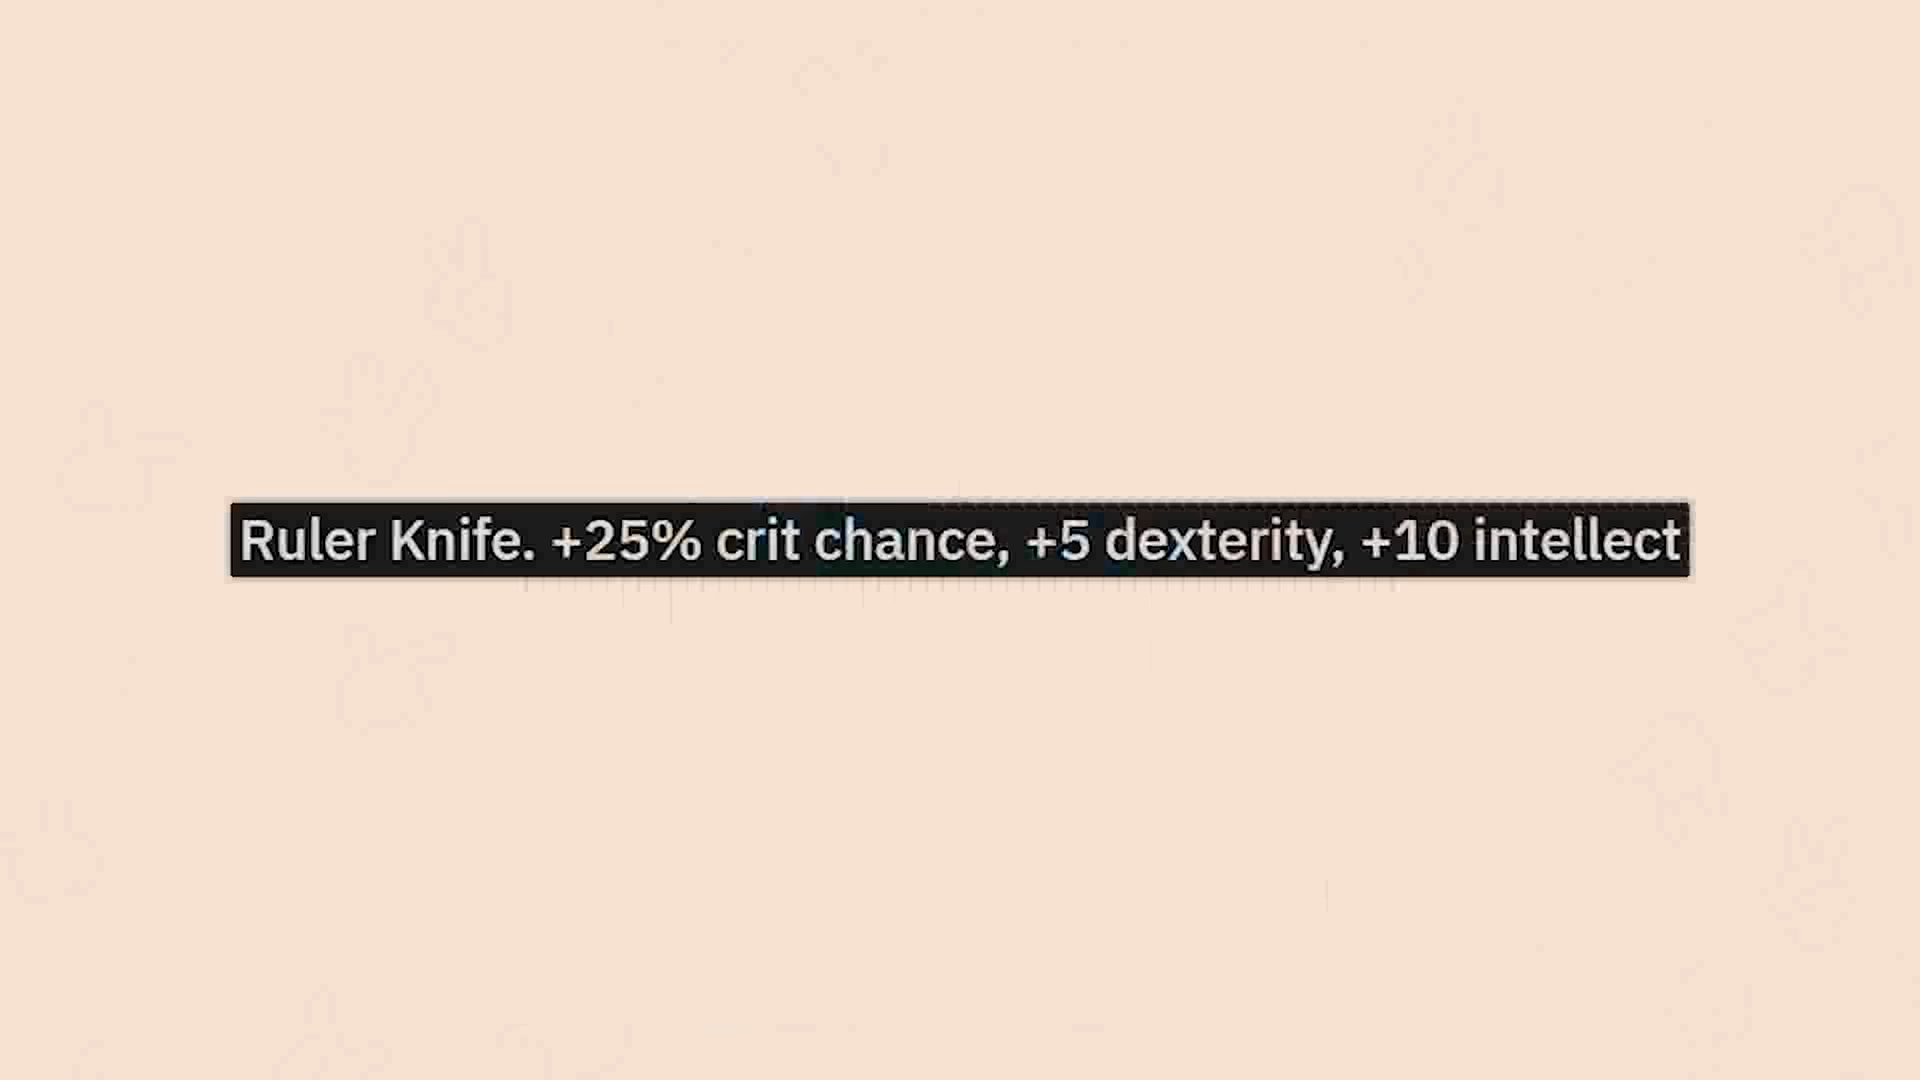 Ruler Knife. +25% crit chance, +5 dexterity, +10 intellect